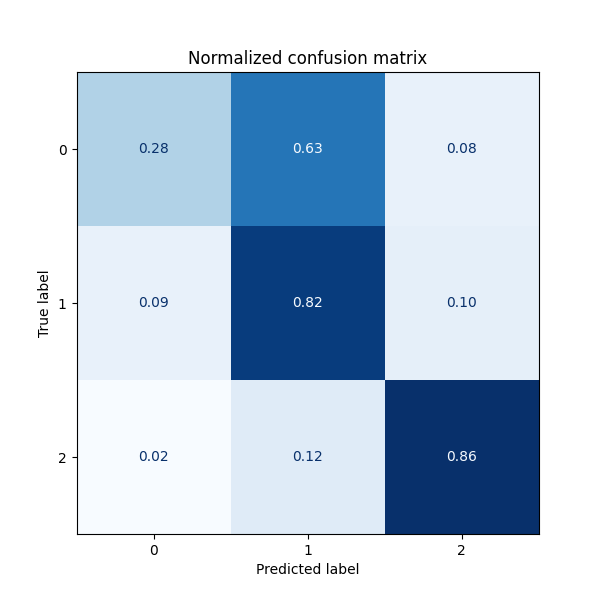 Normalized confusion matrix
True label
0 0.28 0.63 0.08
1 0.09 0.82 0.10
2 0.02 0.12 0.86
0 1 2
Predicted label